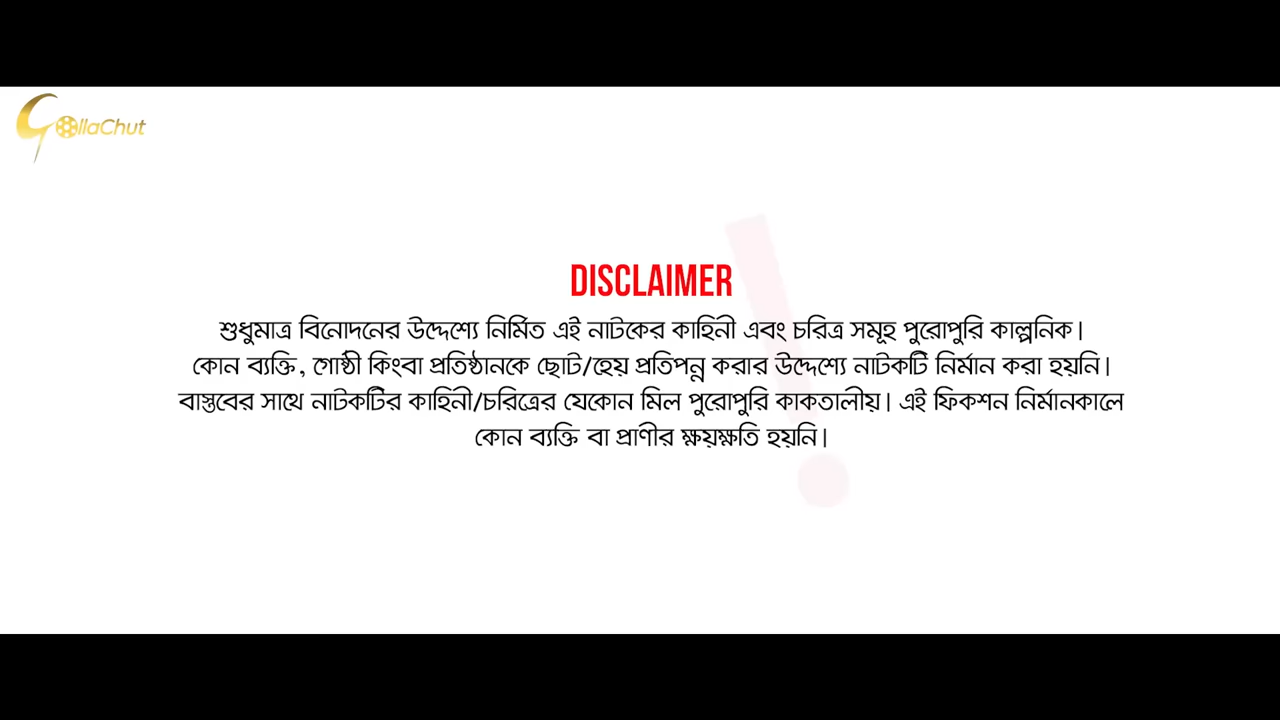 GollaChut
DISCLAIMER
শুধুমাত্র বিনোদনের উদ্দেশ্যে নির্মিত এই নাটকের কাহিনী এবং চরিত্র সমূহ পুরোপুরি কাল্পনিক।
কোন ব্যক্তি, গোষ্ঠী কিংবা প্রতিষ্ঠানকে ছোট/হেয় প্রতিপন্ন করার উদ্দেশ্যে নাটকটি নির্মান করা হয়নি।
বাস্তবের সাথে নাটকটির কাহিনী/চরিত্রের যেকোন মিল পুরোপুরি কাকতালীয়। এই ফিকশন নির্মানকালে
কোন ব্যক্তি বা প্রাণীর ক্ষয়ক্ষতি হয়নি।